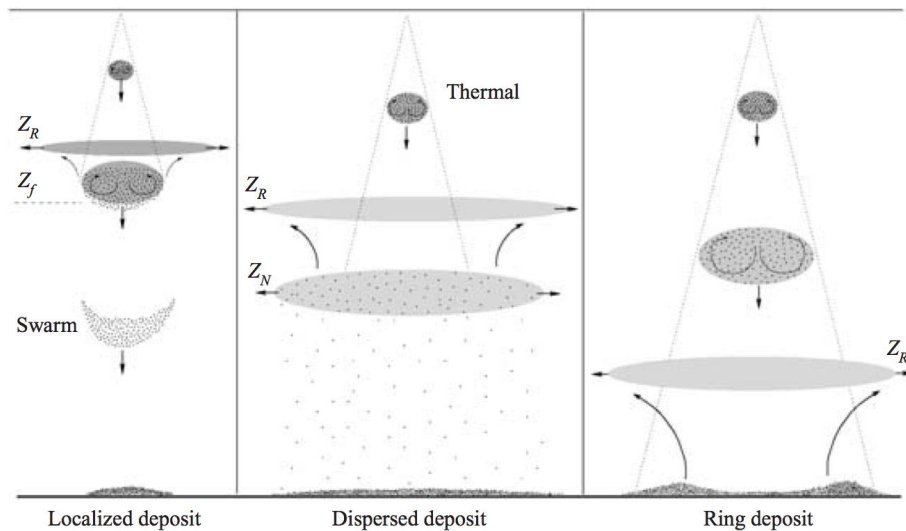 Z_R
Z_f
Swarm
Localized deposit
Thermal
Z_R
Z_N
Dispersed deposit
Z_R
Ring deposit